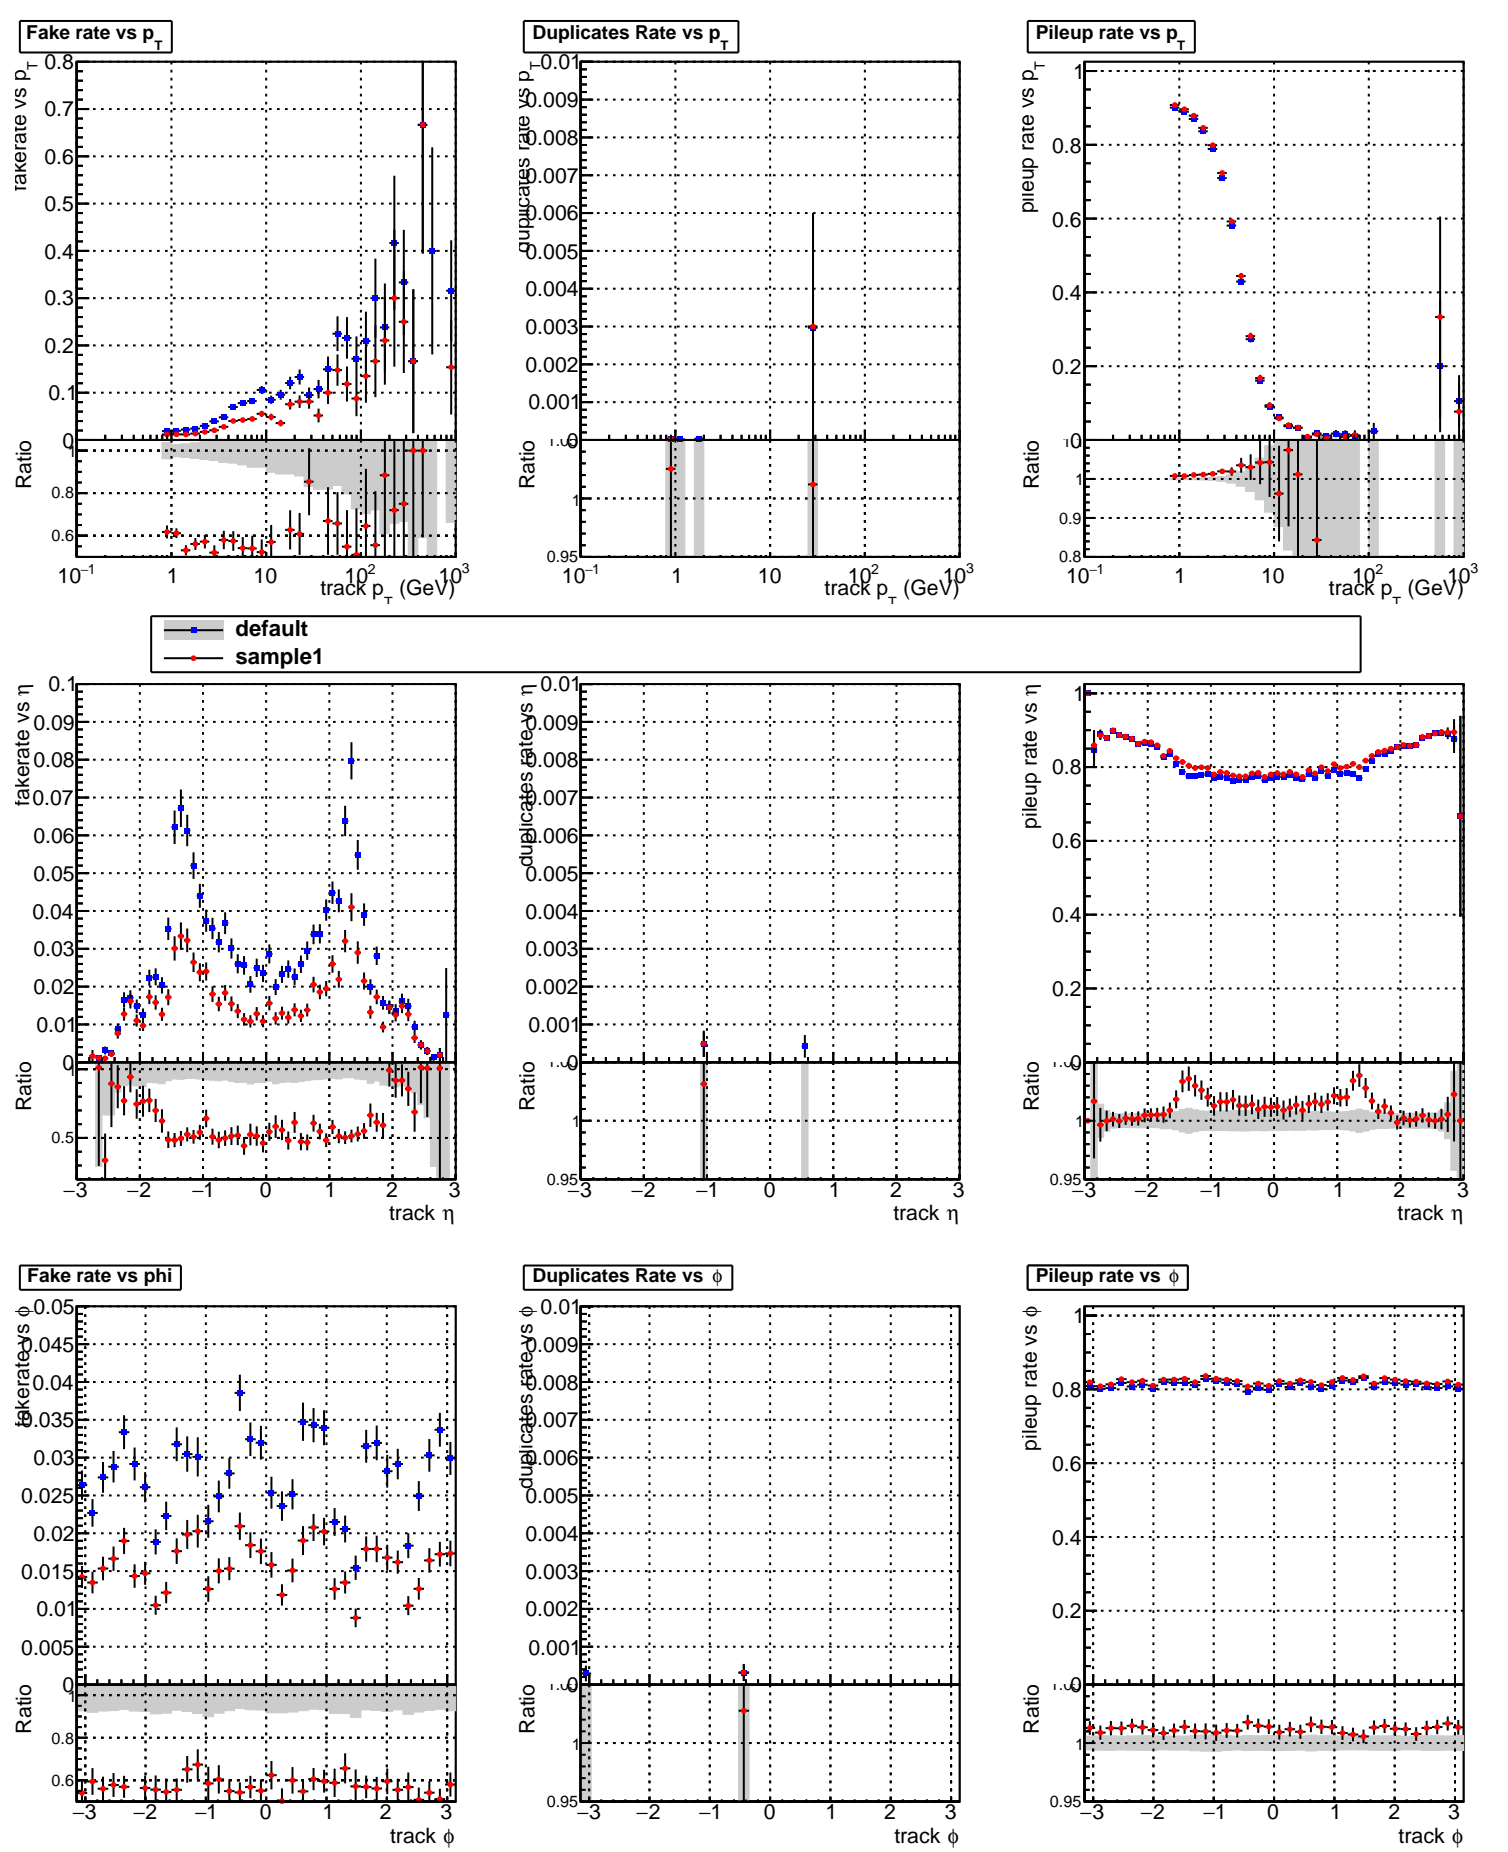 Fake rate vs p_T
Duplicates Rate vs p_T
Pileup rate vs p_T
fakerate vs p_T
0.8
0.7
0.6
0.5
0.4
0.3
0.2
0.1
0
Ratio
1
0.8
0.6
10^−1 1 10 10^2 10^3
track p_T (GeV)
duplicates rate vs p_T
0.01
0.009
0.008
0.007
0.006
0.005
0.004
0.003
0.002
0.001
0
Ratio
1
0.95
10^−1 1 10 10^2 10^3
track p_T (GeV)
pileup rate vs p_T
1
0.8
0.6
0.4
0.2
0
Ratio
1
0.9
0.8
10^−1 1 10 10^2 10^3
track p_T (GeV)
default
sample1
fakerate vs η
0.1
0.09
0.08
0.07
0.06
0.05
0.04
0.03
0.02
0.01
0
Ratio
1
0.5
−3 −2 −1 0 1 2 3
track η
duplicates rate vs η
0.01
0.009
0.008
0.007
0.006
0.005
0.004
0.003
0.002
0.001
0
Ratio
1
0.95
−3 −2 −1 0 1 2 3
track η
pileup rate vs η
1
0.8
0.6
0.4
0.2
0
Ratio
1
0.95
−3 −2 −1 0 1 2 3
track η
Fake rate vs phi
Duplicates Rate vs ϕ
Pileup rate vs ϕ
fakerate vs ϕ
0.05
0.045
0.04
0.035
0.03
0.025
0.02
0.015
0.01
0.005
0
Ratio
1
0.8
0.6
−3 −2 −1 0 1 2 3
track ϕ
duplicates rate vs ϕ
0.01
0.009
0.008
0.007
0.006
0.005
0.004
0.003
0.002
0.001
0
Ratio
1
0.95
−3 −2 −1 0 1 2 3
track ϕ
pileup rate vs ϕ
1
0.8
0.6
0.4
0.2
0
Ratio
1
0.95
−3 −2 −1 0 1 2 3
track ϕ